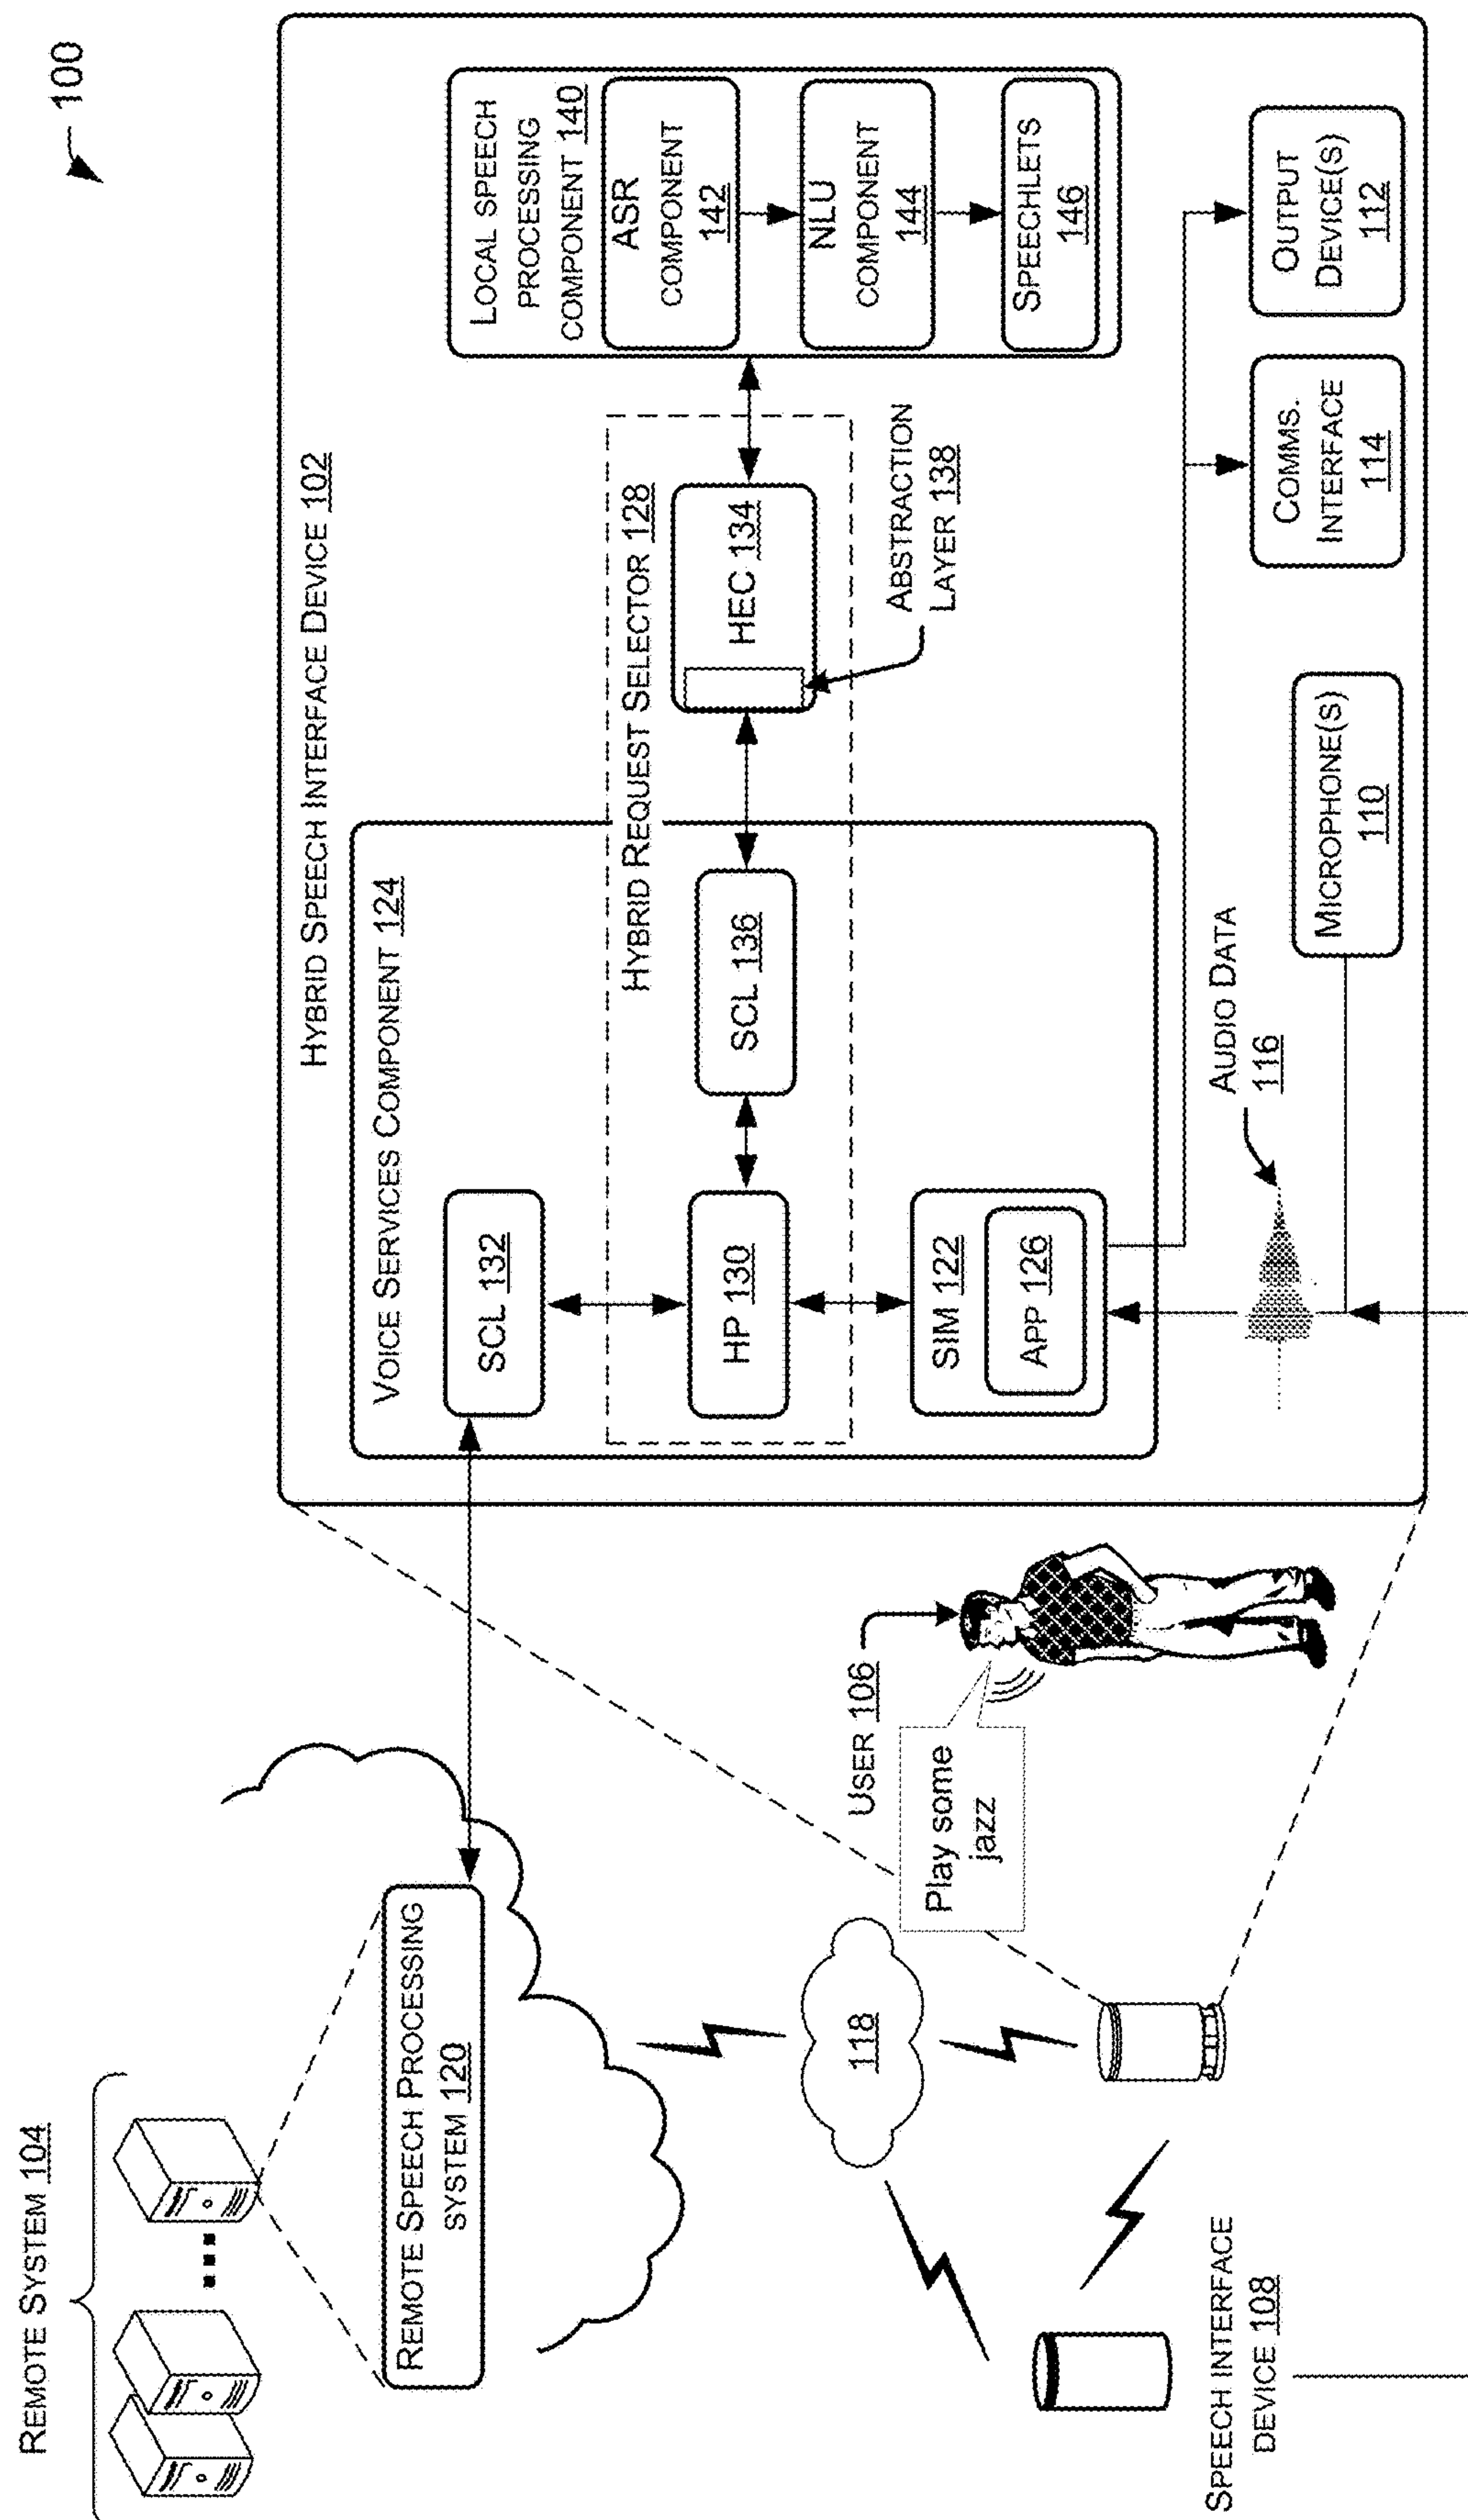 100
REMOTE SYSTEM 104
REMOTE SPEECH PROCESSING
SYSTEM 120
118
SPEECH INTERFACE
DEVICE 108
USER 106
Play some
jazz
HYBRID SPEECH INTERFACE DEVICE 102
VOICE SERVICES COMPONENT 124
SCL 132
HYBRID REQUEST SELECTOR 128
HP 130
SCL 136
HEC 134
ABSTRACTION
LAYER 138
SIM 122
APP 126
LOCAL SPEECH
PROCESSING
COMPONENT 140
ASR
COMPONENT
142
NLU
COMPONENT
144
SPEECHLETS
146
AUDIO DATA
116
MICROPHONE(S)
110
COMMS.
INTERFACE
114
OUTPUT
DEVICE(S)
112